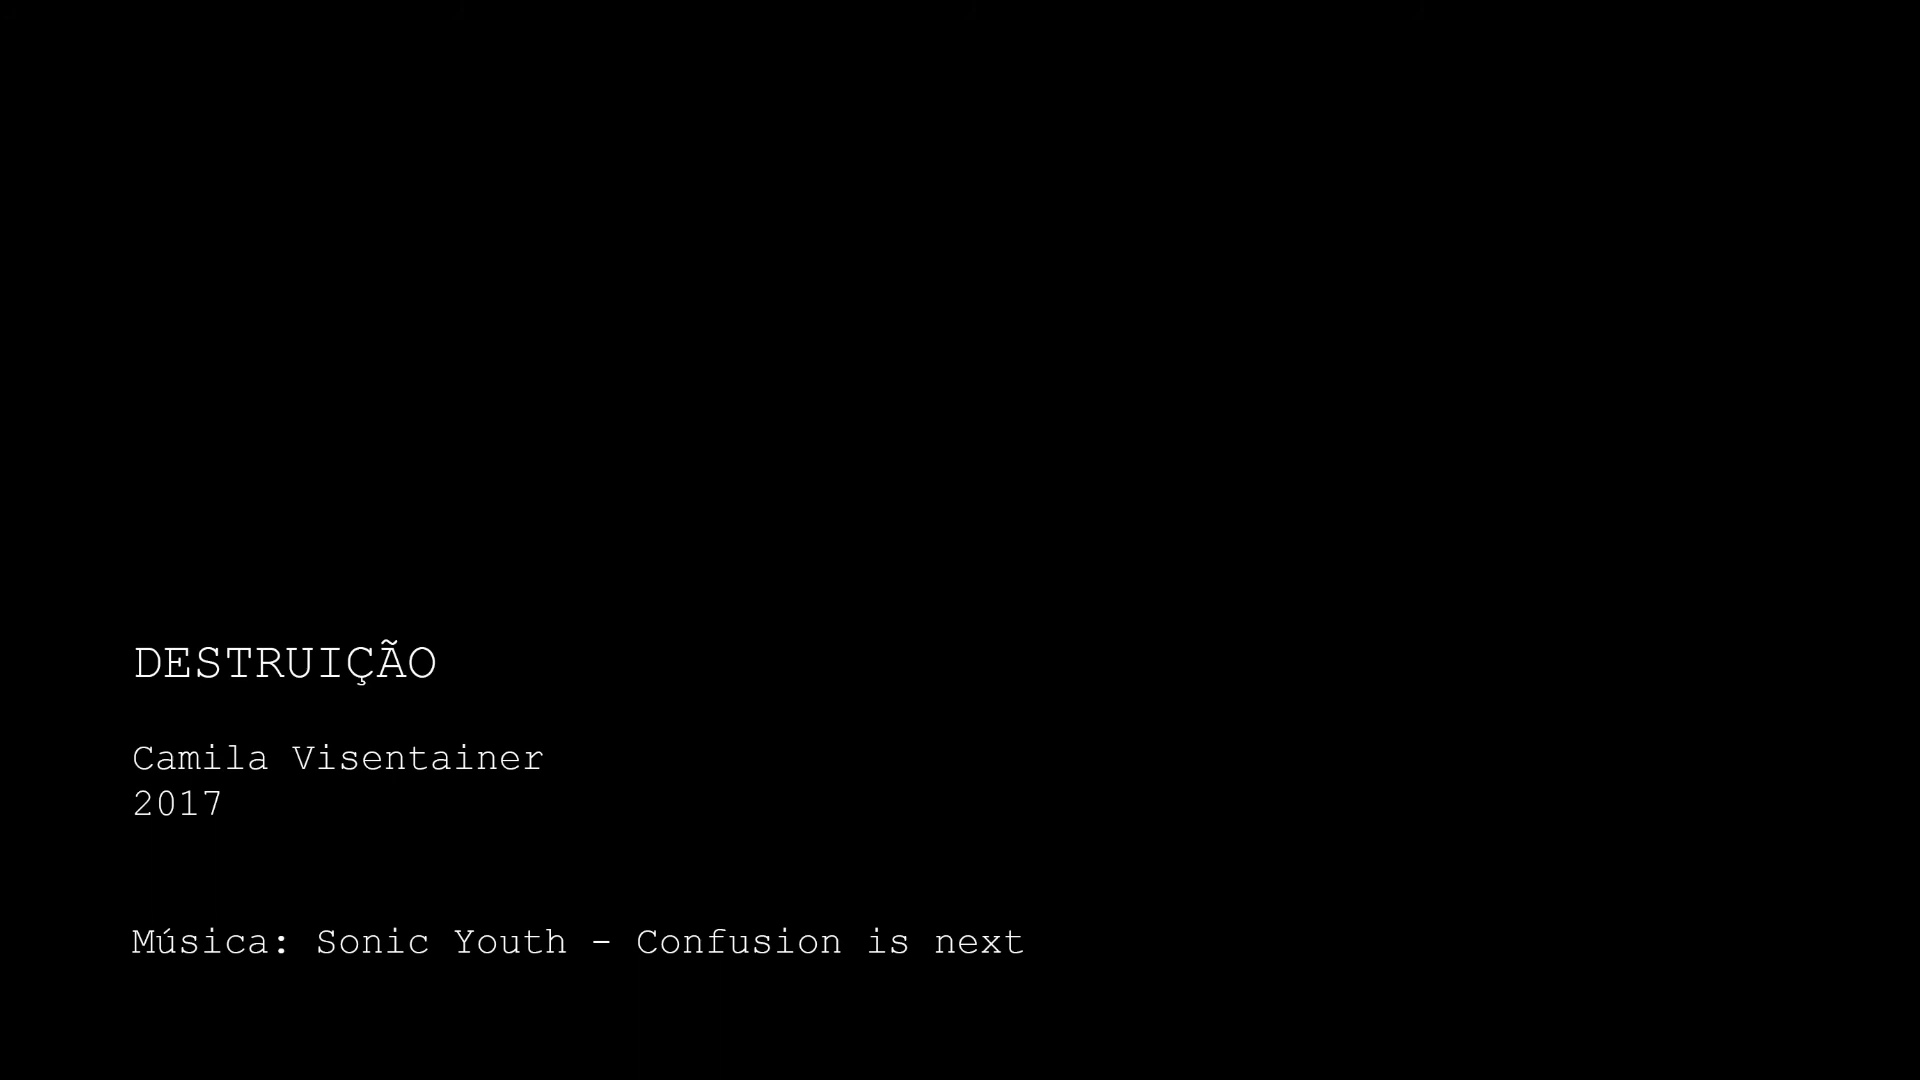 DESTRUIÇÃO
Camila Visentainer
2017
Música: Sonic Youth - Confusion is next